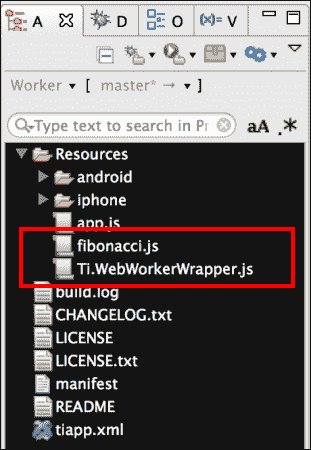 A D O (x)= V
Worker [ master* → ]
Type text to search in Pr aA .*
Resources
android
iphone
app.js
fibonacci.js
Ti.WebWorkerWrapper.js
build.log
CHANGELOG.txt
LICENSE
LICENSE.txt
manifest
README
tiapp.xml